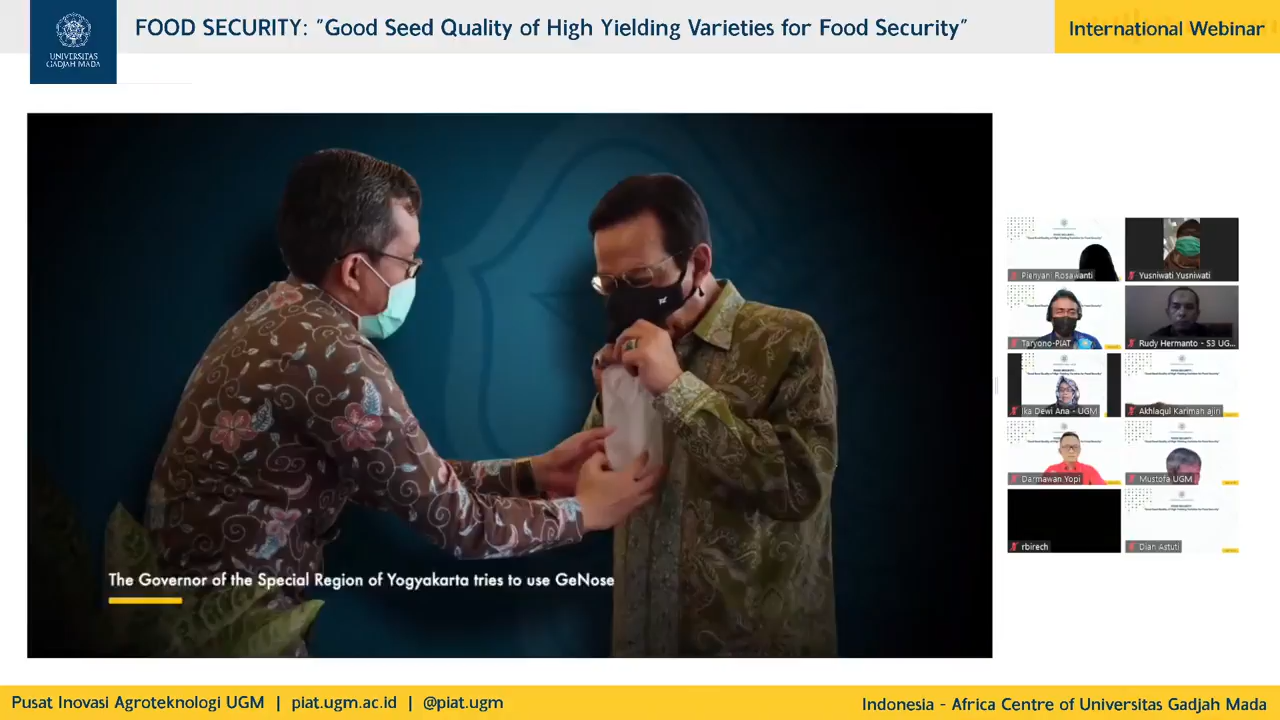 UNIVERSITAS
GADJAH MADA
FOOD SECURITY: "Good Seed Quality of High Yielding Varieties for Food Security"
International Webinar
The Governor of the Special Region of Yogyakarta tries to use GeNose
Plenyani Rosawanti
Yusniwati Yusniwati
Taryono-PIAT
Rudy Hermanto - S3 UG...
Ika Dewi Ana - UGM
Akhlaqul Karimah ajiri
Darmawan Yopi
Mustofa UGM
rbirech
Dian Astuti
Pusat Inovasi Agroteknologi UGM | piat.ugm.ac.id | @piat.ugm
Indonesia - Africa Centre of Universitas Gadjah Mada